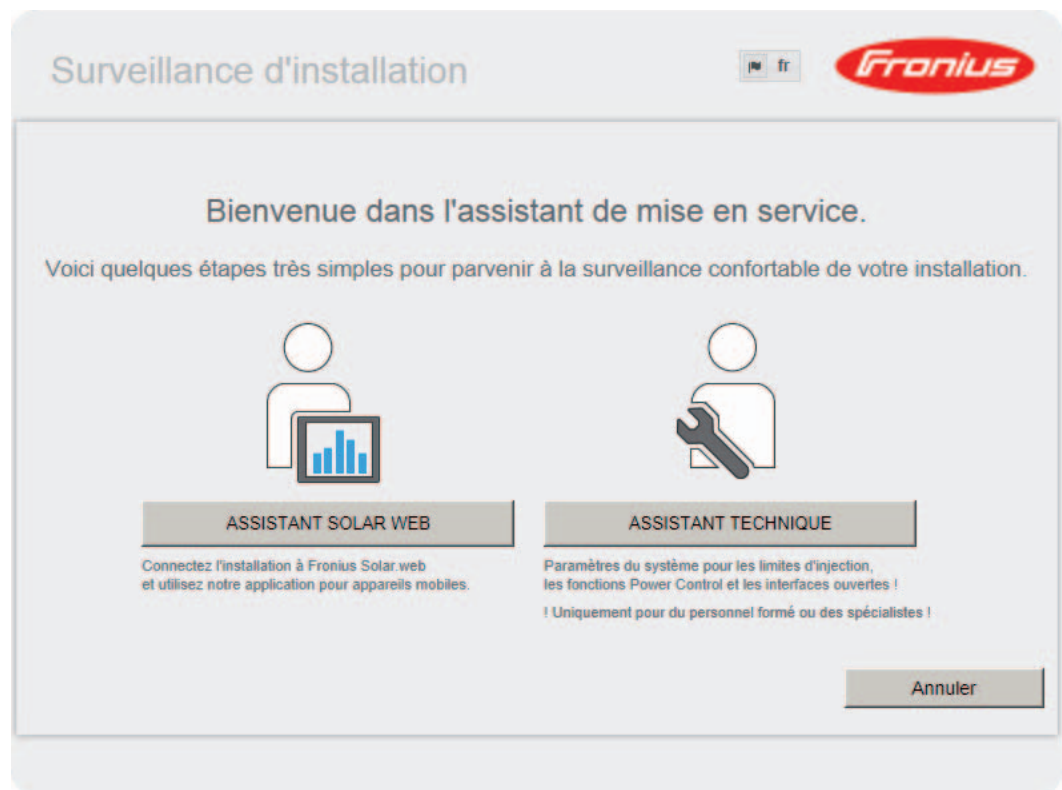 Surveillance d'installation
fr
Fronius
Bienvenue dans l'assistant de mise en service.
Voici quelques étapes très simples pour parvenir à la surveillance confortable de votre installation.
ASSISTANT SOLAR WEB
Connectez l'installation à Fronius Solar.web
et utilisez notre application pour appareils mobiles.
ASSISTANT TECHNIQUE
Paramètres du système pour les limites d'injection,
les fonctions Power Control et les interfaces ouvertes !
! Uniquement pour du personnel formé ou des spécialistes !
Annuler